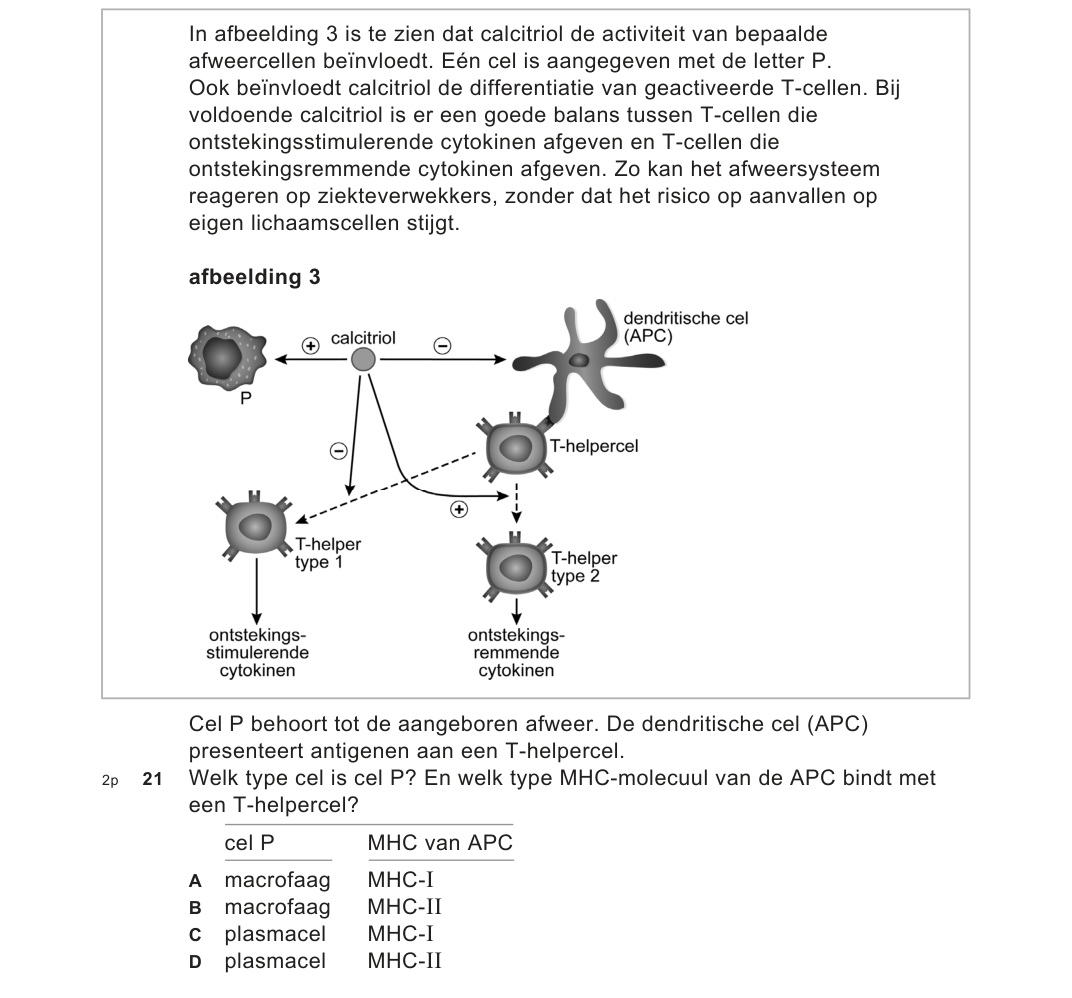 In afbeelding 3 is te zien dat calcitriol de activiteit van bepaalde
afweercellen beïnvloedt. Eén cel is aangegeven met de letter P.
Ook beïnvloedt calcitriol de differentiatie van geactiveerde T-cellen. Bij
voldoende calcitriol is er een goede balans tussen T-cellen die
ontstekingsstimulerende cytokinen afgeven en T-cellen die
ontstekingsremmende cytokinen afgeven. Zo kan het afweersysteem
reageren op ziekteverwekkers, zonder dat het risico op aanvallen op
eigen lichaamscellen stijgt.
afbeelding 3
dendritische cel
(APC)
calcitriol
+
−
P
T-helpercel
−
+
T-helper
type 1
T-helper
type 2
ontstekings-
stimulerende
cytokinen
ontstekings-
remmende
cytokinen
Cel P behoort tot de aangeboren afweer. De dendritische cel (APC)
presenteert antigenen aan een T-helpercel.
2p 21 Welk type cel is cel P? En welk type MHC-molecuul van de APC bindt met
een T-helpercel?
cel P MHC van APC
A macrofaag MHC-I
B macrofaag MHC-II
C plasmacel MHC-I
D plasmacel MHC-II